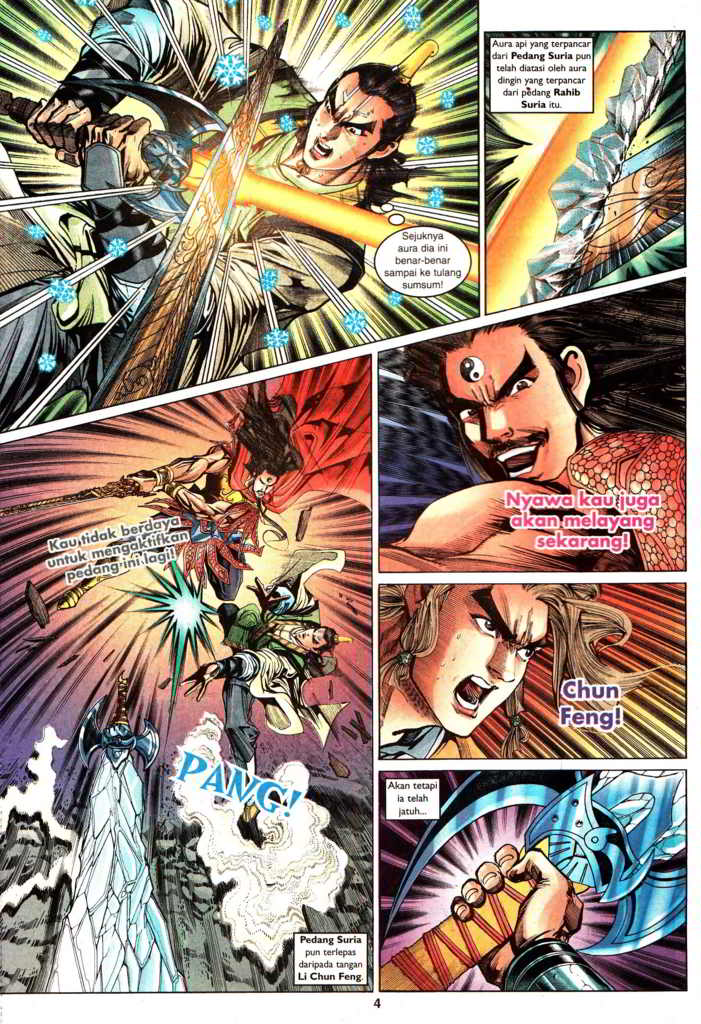 Sejuknya
aura dia ini
benar-benar
sampai ke tulang
sumsum!
Aura api yang terpancar
dari Pedang Suria pun
telah diatasi oleh aura
dingin yang terpancar
dari pedang Rahib
Suria itu.
Kau tidak berdaya
untuk mengaktifkan
pedang ini lagi!
PANG!
Pedang Suria
pun terlepas
daripada tangan
Li Chun Feng.
Nyawa kau juga
akan melayang
sekarang!
Chun
Feng!
Akan tetapi
ia telah
jatuh...
4